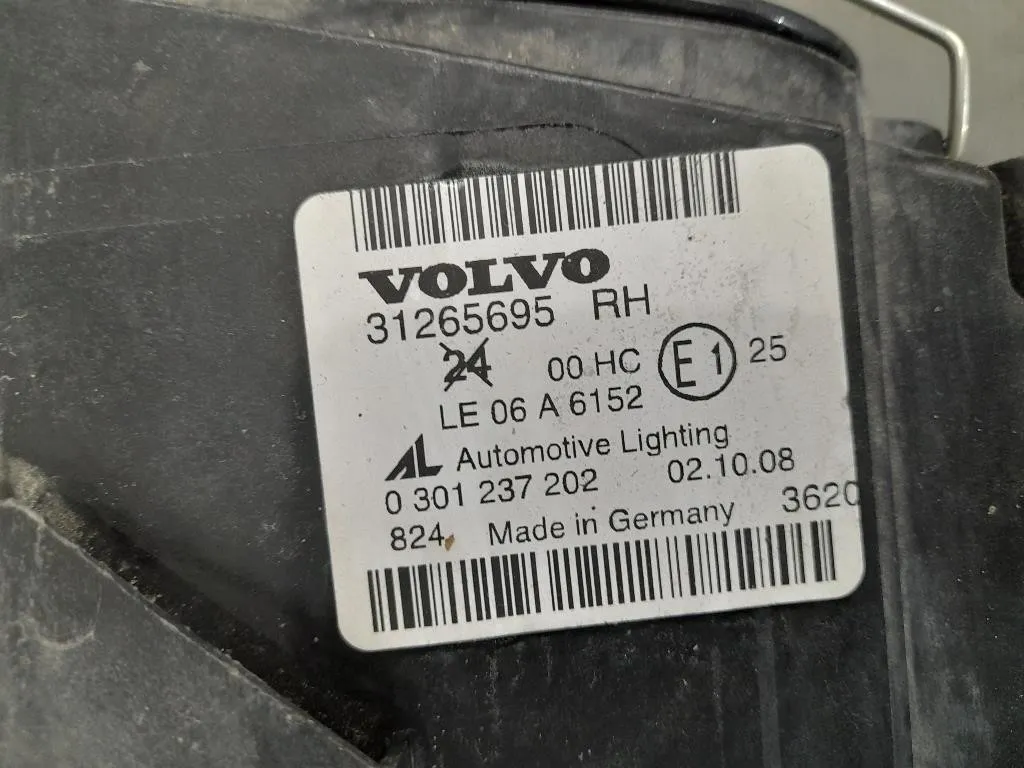 VOLVO
31265695 RH
24 00 HC E1 25
LE 06 A 6152
AL Automotive Lighting
0 301 237 202 02.10.08
824 Made in Germany 3620